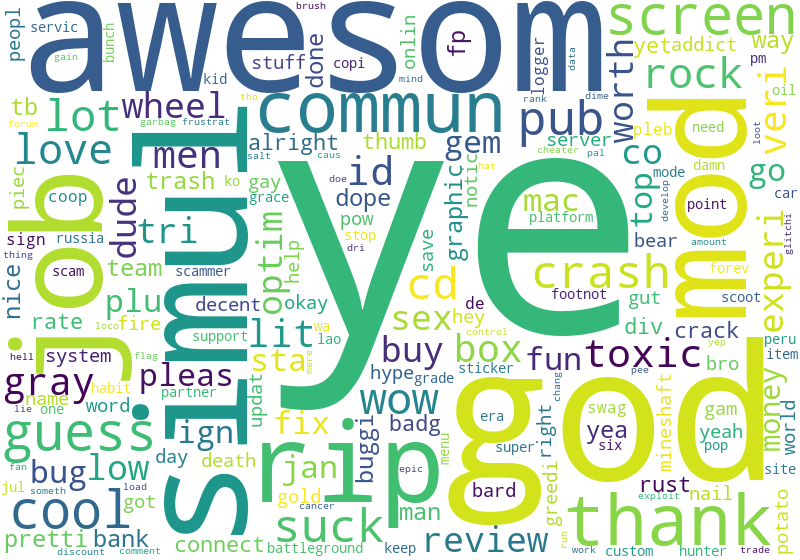 awesom
screen
brush
peopl
servic
gain
bunch
kid
stuff
done
copi
mind
fp
onlin
logger
data
rank
dime
worth
yet
addict
way
pm
oil
tb
forum
lot
garbag
frustrat
wheel
tho
commun
pub
rock
veri
loot
need
pleb
love
men
salt
alright
caus
thumb
gem
server
cheater
pal
co
mode
damn
go
piec
coop
trash
ko
gay
grace
doe
hat
id
dope
notic
graphic
mac
platform
top
develop
point
car
job
dude
tri
simul
pow
stop
dri
ye
mod
sign
russia
thing
scam
scammer
team
optim
help
save
bear
amount
glitchi
experi
nice
plu
decent
okay
cd
de
hey
footnot
crash
gut
forev
scoot
rate
loco
fire
support
lit
wa
lao
sex
control
div
crack
yep
peru
item
system
hell
flag
updat
sta
mere
buy
box
fun
toxic
bro
gray
name
habit
pleas
partner
hype
grade
sticker
chang
pee
lie
one
word
wow
god
era
swag
gam
mineshaft
money
world
guess
ign
fix
buggi
badg
super
right
yea
yeah
six
pop
fan
bug
low
day
death
jan
rip
menu
epic
bard
greedi
rust
nail
site
jul
someth
load
got
gold
cancer
man
exploit
potato
cool
pretti
bank
connect
suck
battleground
keep
review
run
thank
discount
comment
work
custom
hunter
trade